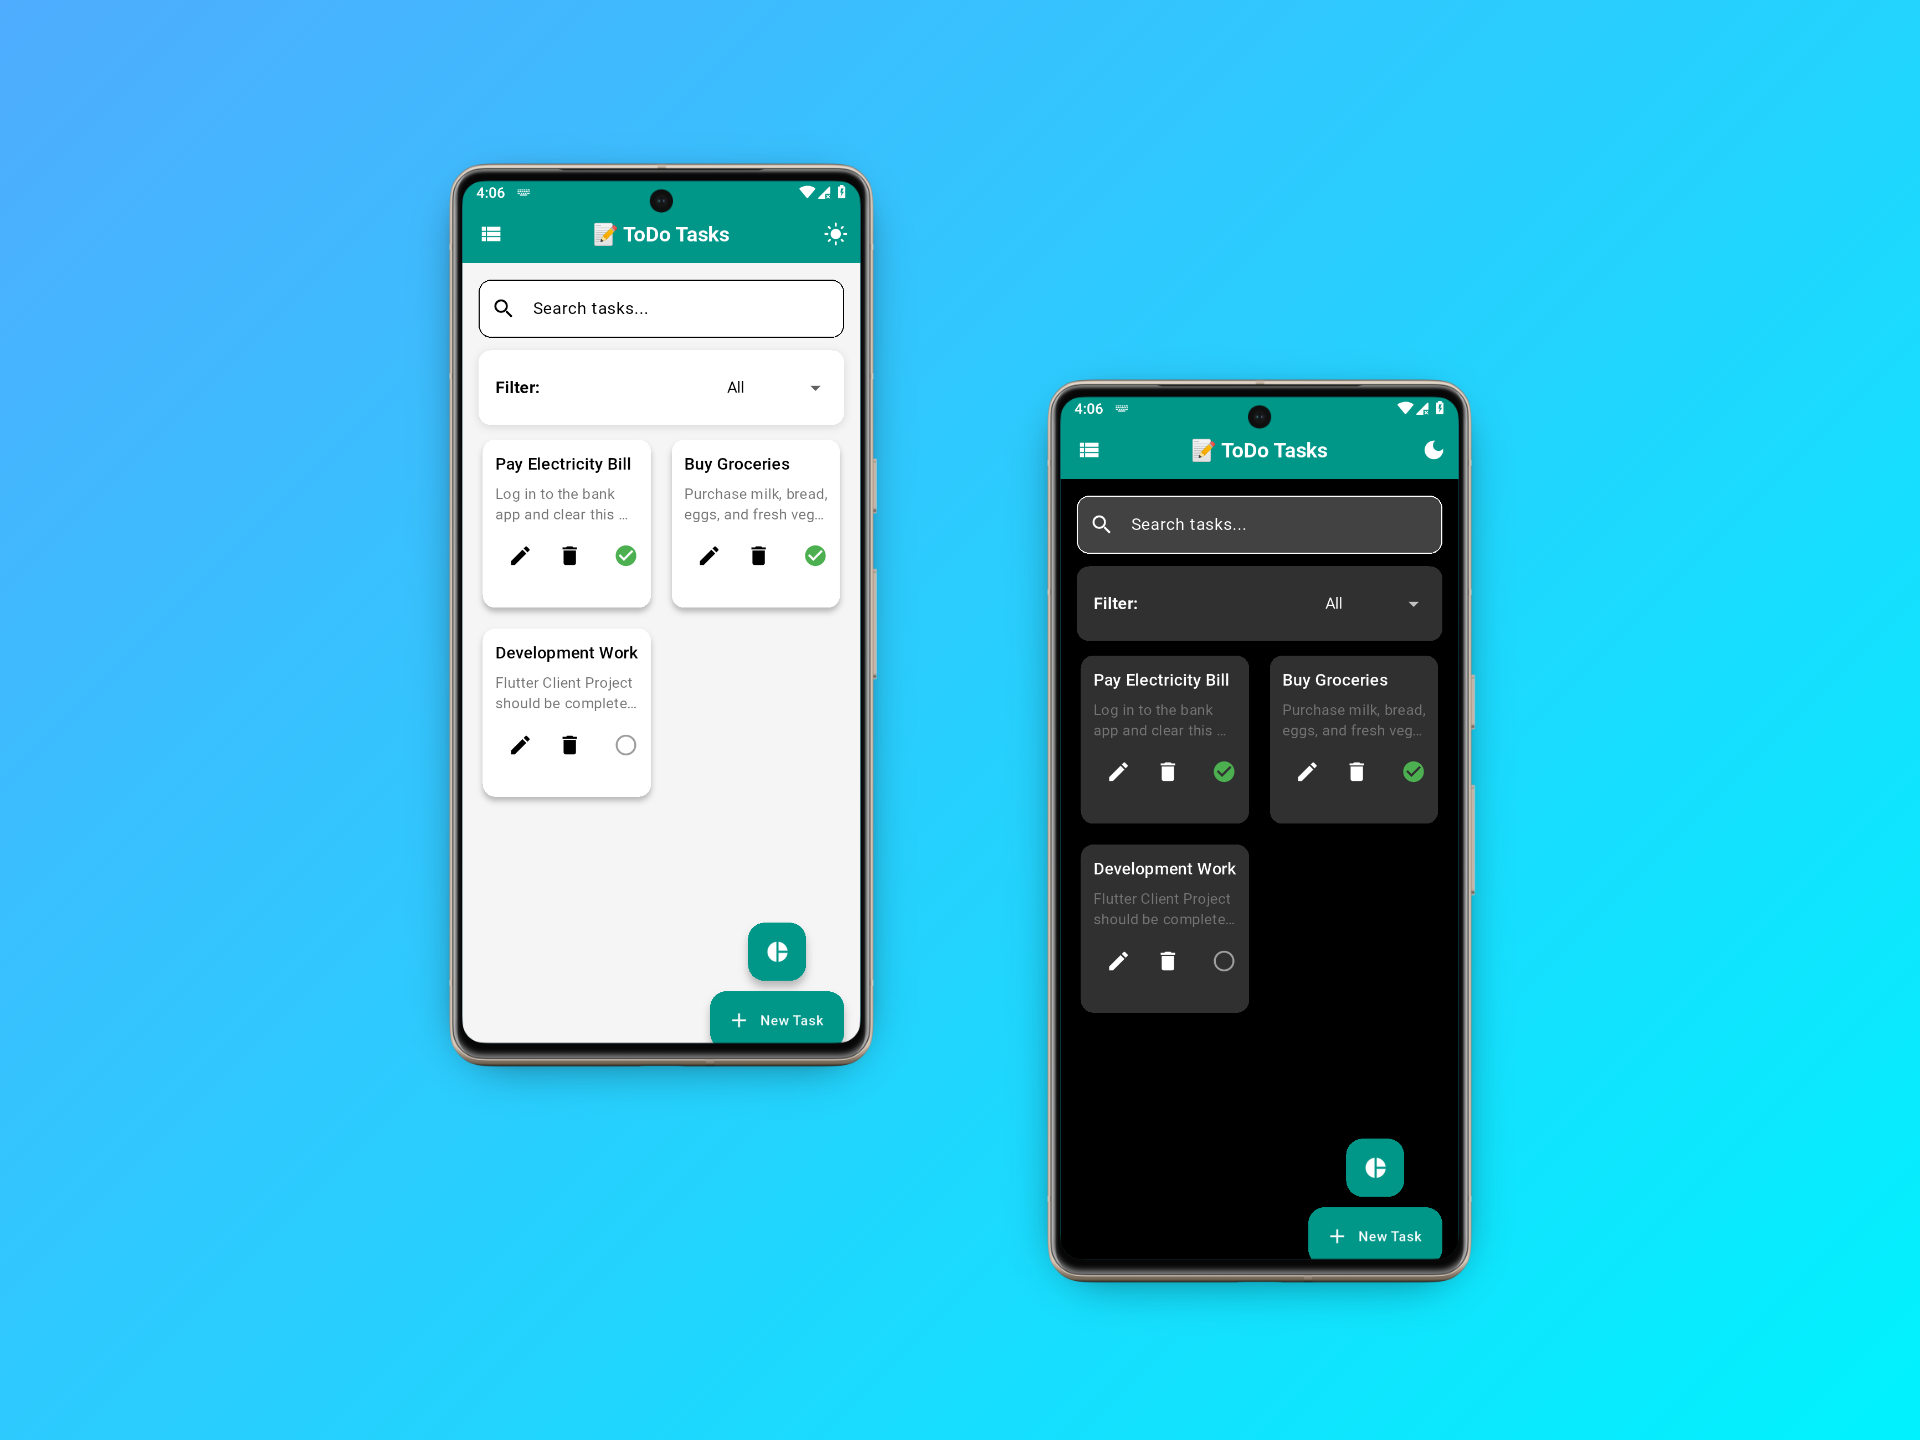 4:06
📝 ToDo Tasks
Search tasks...
Filter:
All
Pay Electricity Bill
Log in to the bank
app and clear this ...
Buy Groceries
Purchase milk, bread,
eggs, and fresh veg...
Development Work
Flutter Client Project
should be complete...
New Task
4:06
📝 ToDo Tasks
Search tasks...
Filter:
All
Pay Electricity Bill
Log in to the bank
app and clear this ...
Buy Groceries
Purchase milk, bread,
eggs, and fresh veg...
Development Work
Flutter Client Project
should be complete...
New Task